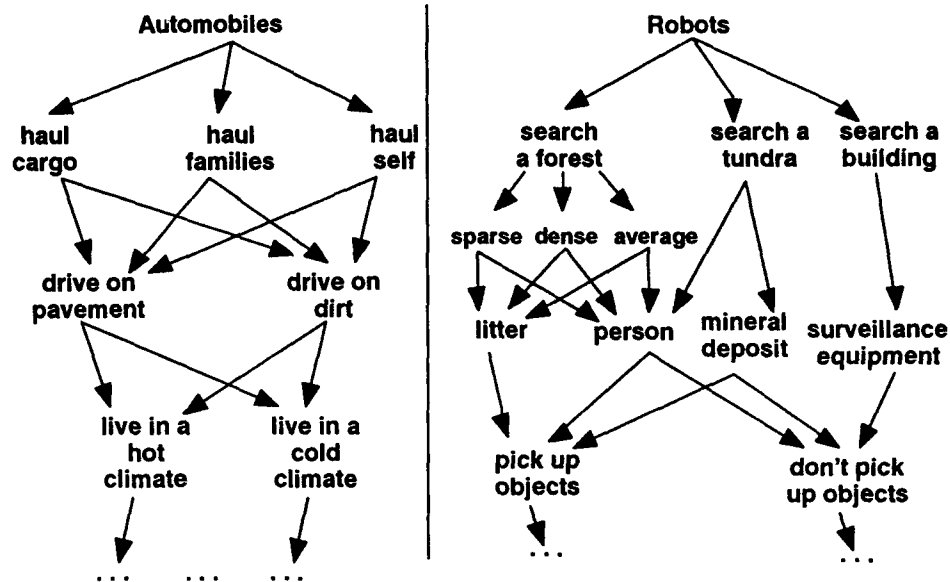 Automobiles
haul
cargo
haul
families
haul
self
drive on
pavement
drive on
dirt
live in a
hot
climate
live in a
cold
climate
. . .
. . .
. . .
Robots
search
a forest
search a
tundra
search a
building
sparse
dense
average
litter
person
mineral
deposit
surveillance
equipment
pick up
objects
don't pick
up objects
. . .
. . .